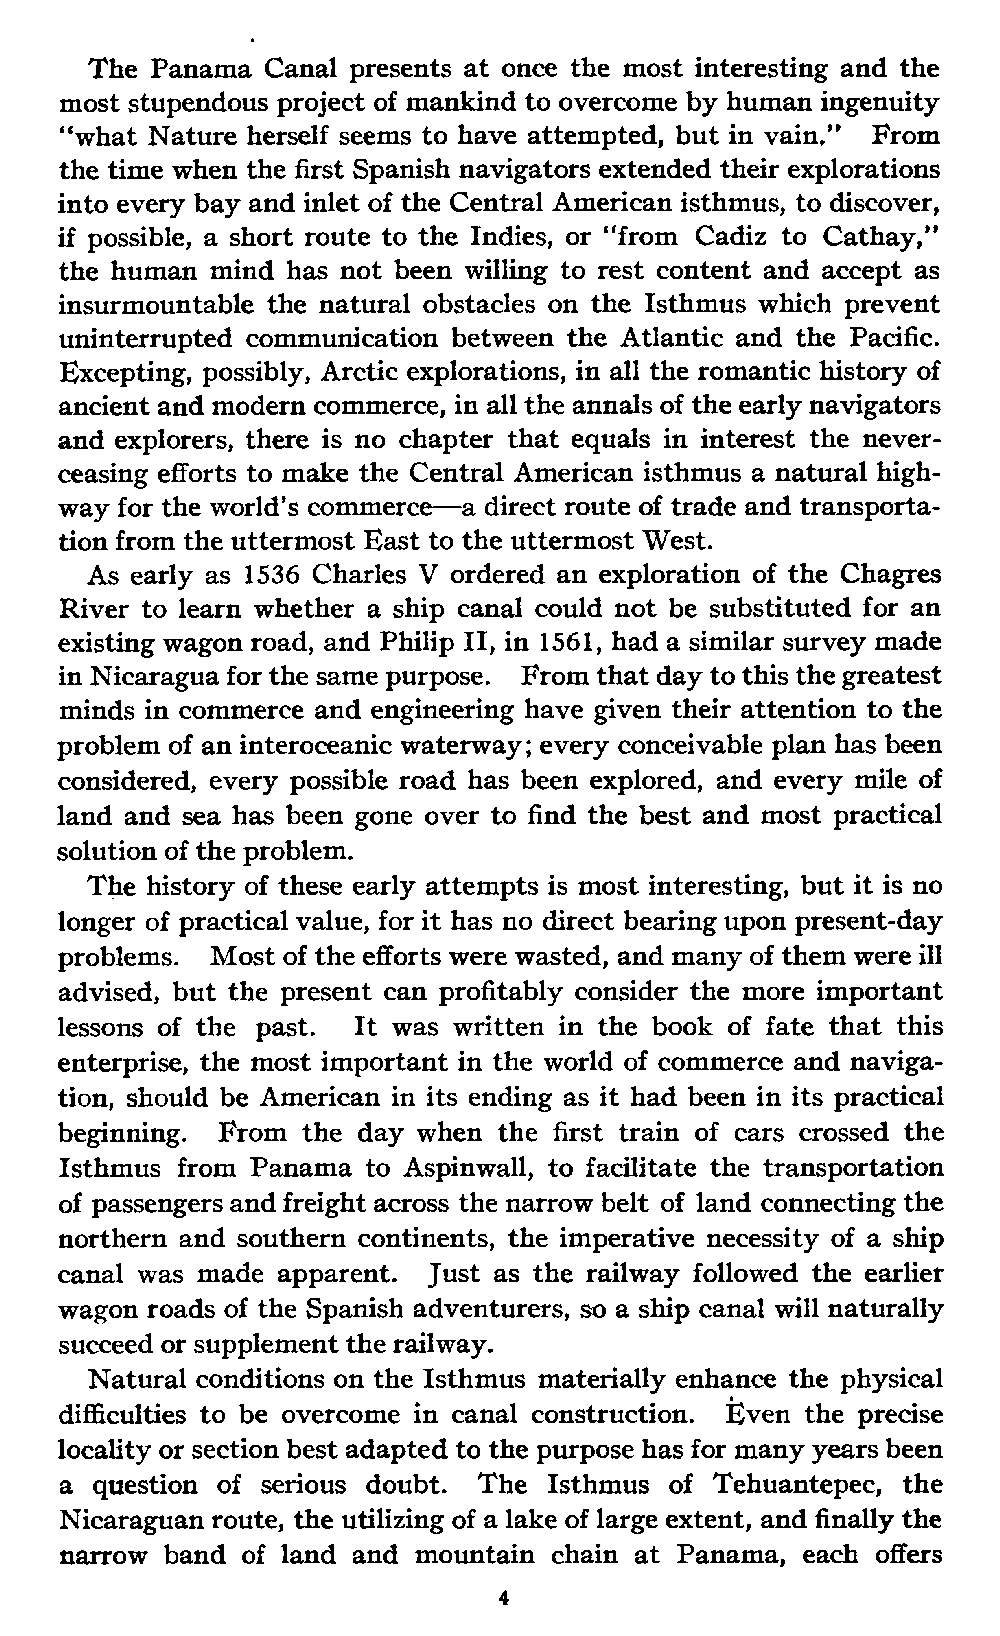 The Panama Canal presents at once the most interesting and the
most stupendous project of mankind to overcome by human ingenuity
"what Nature herself seems to have attempted, but in vain." From
the time when the first Spanish navigators extended their explorations
into every bay and inlet of the Central American isthmus, to discover,
if possible, a short route to the Indies, or "from Cadiz to Cathay,"
the human mind has not been willing to rest content and accept as
insurmountable the natural obstacles on the Isthmus which prevent
uninterrupted communication between the Atlantic and the Pacific.
Excepting, possibly, Arctic explorations, in all the romantic history of
ancient and modern commerce, in all the annals of the early navigators
and explorers, there is no chapter that equals in interest the never-
ceasing efforts to make the Central American isthmus a natural high-
way for the world's commerce—a direct route of trade and transporta-
tion from the uttermost East to the uttermost West.
As early as 1536 Charles V ordered an exploration of the Chagres
River to learn whether a ship canal could not be substituted for an
existing wagon road, and Philip II, in 1561, had a similar survey made
in Nicaragua for the same purpose. From that day to this the greatest
minds in commerce and engineering have given their attention to the
problem of an interoceanic waterway; every conceivable plan has been
considered, every possible road has been explored, and every mile of
land and sea has been gone over to find the best and most practical
solution of the problem.
The history of these early attempts is most interesting, but it is no
longer of practical value, for it has no direct bearing upon present-day
problems. Most of the efforts were wasted, and many of them were ill
advised, but the present can profitably consider the more important
lessons of the past. It was written in the book of fate that this
enterprise, the most important in the world of commerce and naviga-
tion, should be American in its ending as it had been in its practical
beginning. From the day when the first train of cars crossed the
Isthmus from Panama to Aspinwall, to facilitate the transportation
of passengers and freight across the narrow belt of land connecting the
northern and southern continents, the imperative necessity of a ship
canal was made apparent. Just as the railway followed the earlier
wagon roads of the Spanish adventurers, so a ship canal will naturally
succeed or supplement the railway.
Natural conditions on the Isthmus materially enhance the physical
difficulties to be overcome in canal construction. Even the precise
locality or section best adapted to the purpose has for many years been
a question of serious doubt. The Isthmus of Tehuantepec, the
Nicaraguan route, the utilizing of a lake of large extent, and finally the
narrow band of land and mountain chain at Panama, each offers
4